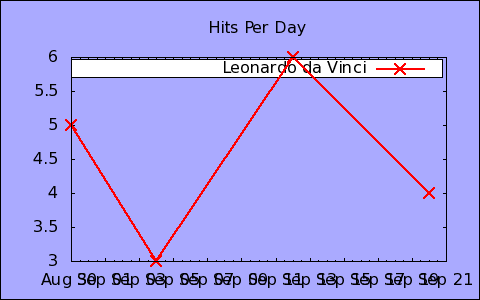 Hits Per Day
Leonardo da Vinci
6
5.5
5
4.5
4
3.5
3
Aug 30 Sep 01 Sep 03 Sep 05 Sep 07 Sep 09 Sep 11 Sep 13 Sep 15 Sep 17 Sep 19 Sep 21